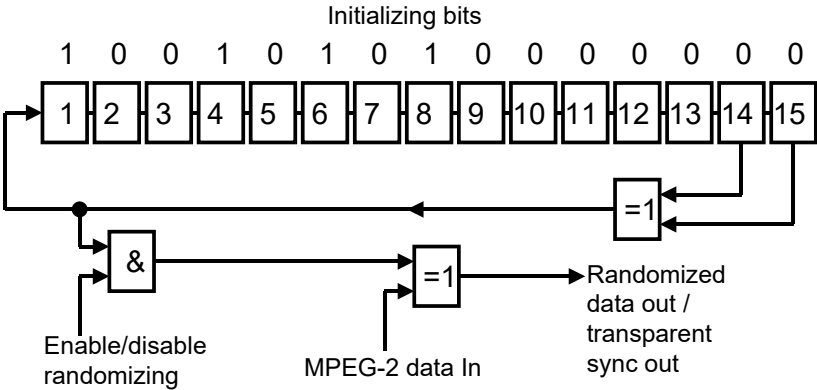 Initializing bits
1 0 0 1 0 1 0 1 0 0 0 0 0 0 0
1 2 3 4 5 6 7 8 9 10 11 12 13 14 15
=1
&
=1
Randomized
data out /
transparent
sync out
Enable/disable
randomizing
MPEG-2 data In